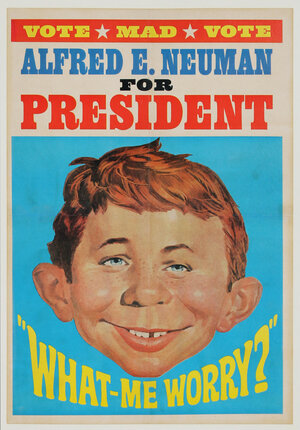 VOTE ★ MAD ★ VOTE
ALFRED E. NEUMAN
FOR
PRESIDENT
"WHAT-ME WORRY?"